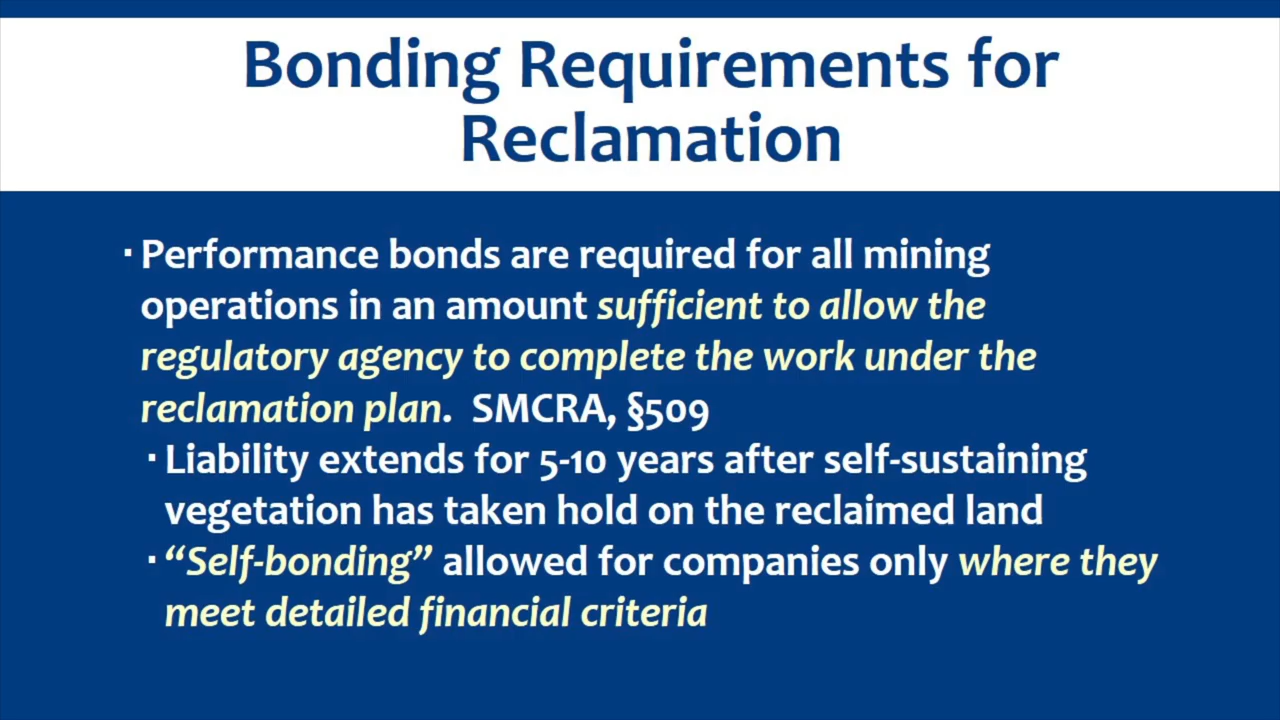 Bonding Requirements for
Reclamation
▪ Performance bonds are required for all mining
operations in an amount sufficient to allow the
regulatory agency to complete the work under the
reclamation plan. SMCRA, §509
▪ Liability extends for 5-10 years after self-sustaining
vegetation has taken hold on the reclaimed land
▪ “Self-bonding” allowed for companies only where they
meet detailed financial criteria